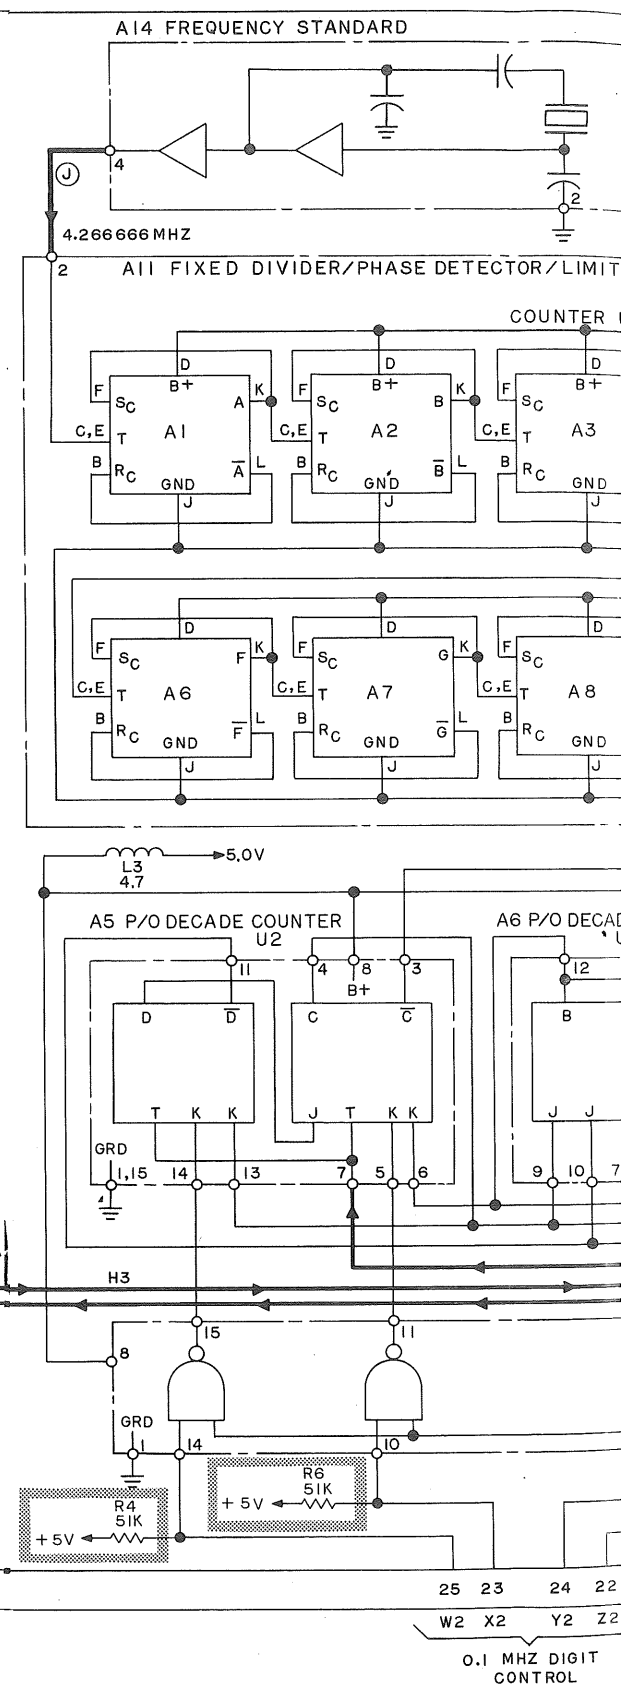 A14 FREQUENCY STANDARD
4
J
2
4.266666MHZ
2
A11 FIXED DIVIDER/PHASE DETECTOR/LIMIT
COUNTER
D D D
F B+ K F B+ K F B+
SC A SC B SC
C,E T A1 C,E T A2 C,E T A3
B RC A̅ L B RC B̅ L B RC
GND GND GND
J J J
D D D
F K F K F
SC F SC G SC
C,E T A6 C,E T A7 C,E T A8
B RC F̅ L B RC G̅ L B RC
GND GND GND
J J J
5.0V
L3
4.7
A5 P/O DECADE COUNTER
U2
A6 P/O DECAD
11 4 8 3 12
B+
D D̅ C C̅ B
T K K J T K K J J
GRD
1,15 14 13 7 5 6 9 10 7
H3
15 11
8
GRD
1 14 10
R6
51K
+5V
R4
51K
+5V
25 23 24 22
W2 X2 Y2 Z2
0.1 MHZ DIGIT
CONTROL